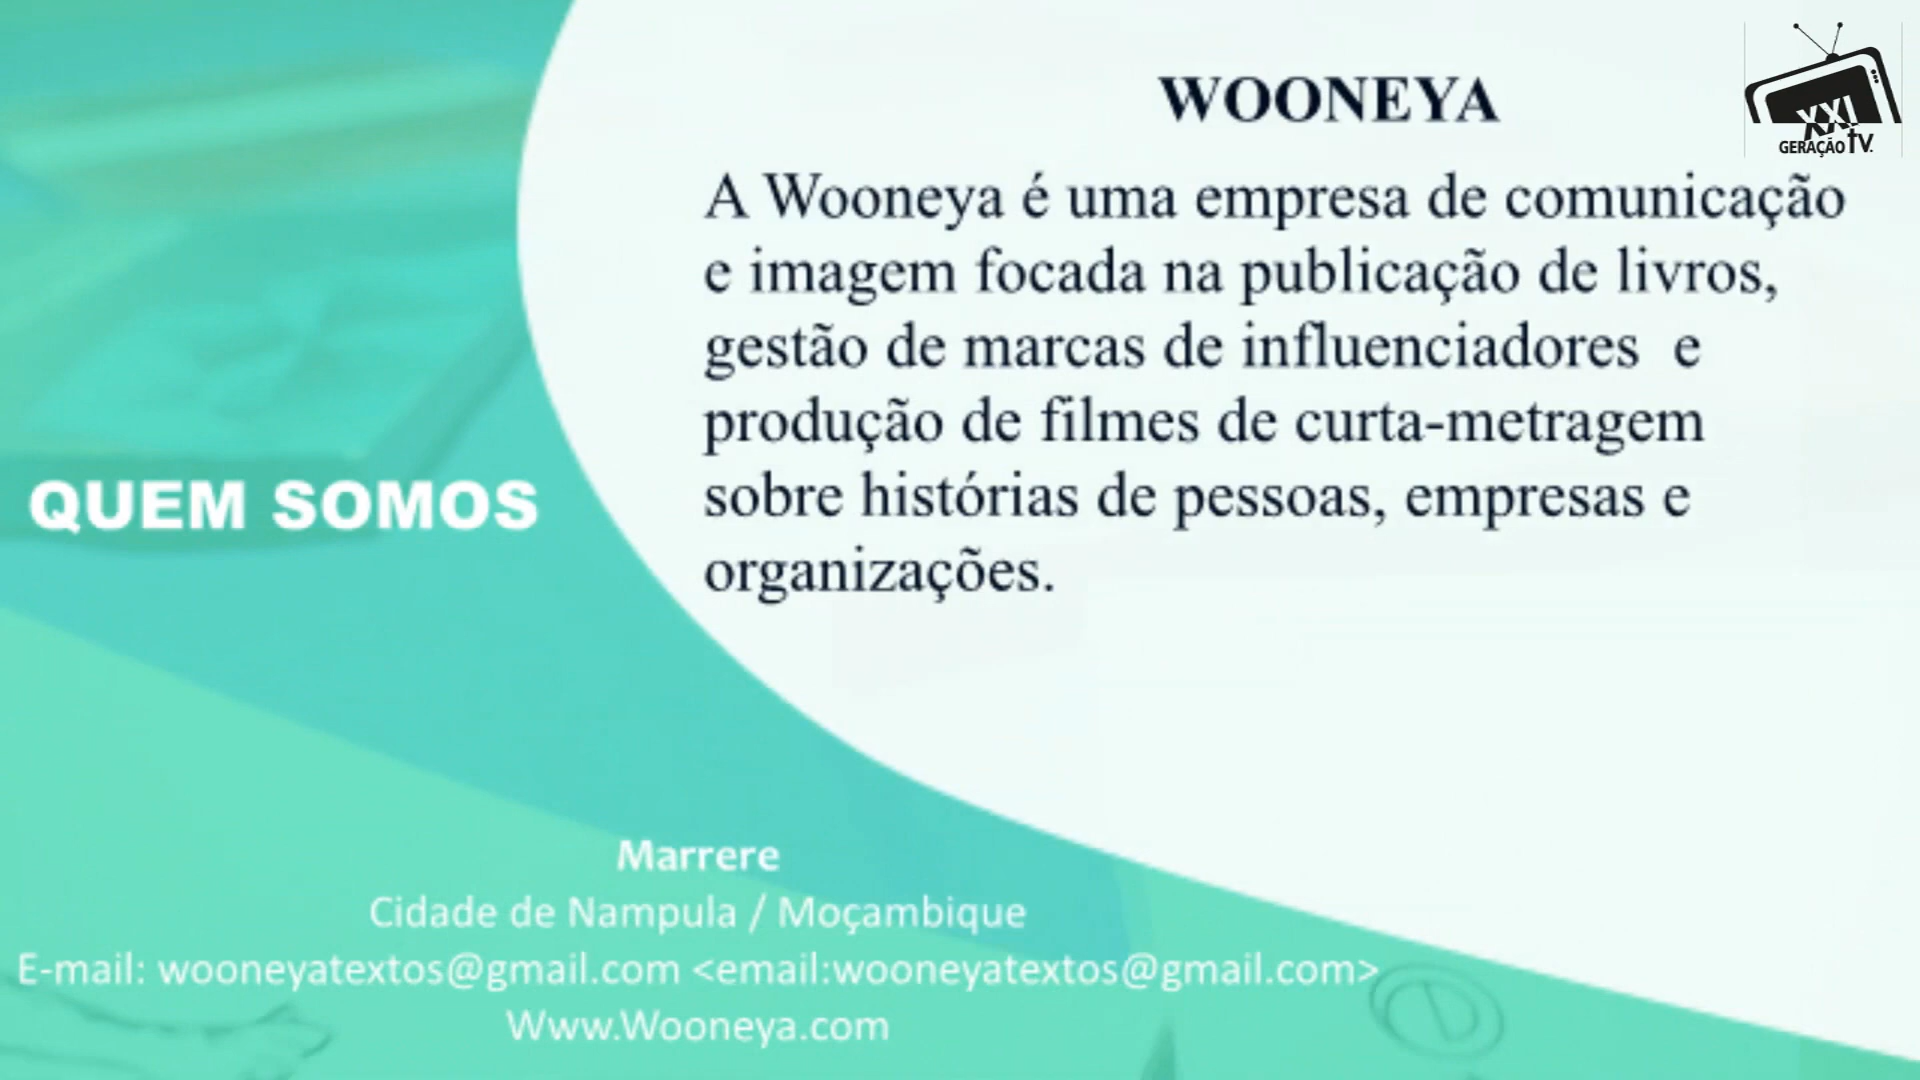 WOONEYA
XXI
GERAÇÃO TV.
A Wooneya é uma empresa de comunicação
e imagem focada na publicação de livros,
gestão de marcas de influenciadores  e
produção de filmes de curta-metragem
sobre histórias de pessoas, empresas e
organizações.
QUEM SOMOS
Marrere
Cidade de Nampula / Moçambique
E-mail: wooneyatextos@gmail.com <email:wooneyatextos@gmail.com>
Www.Wooneya.com